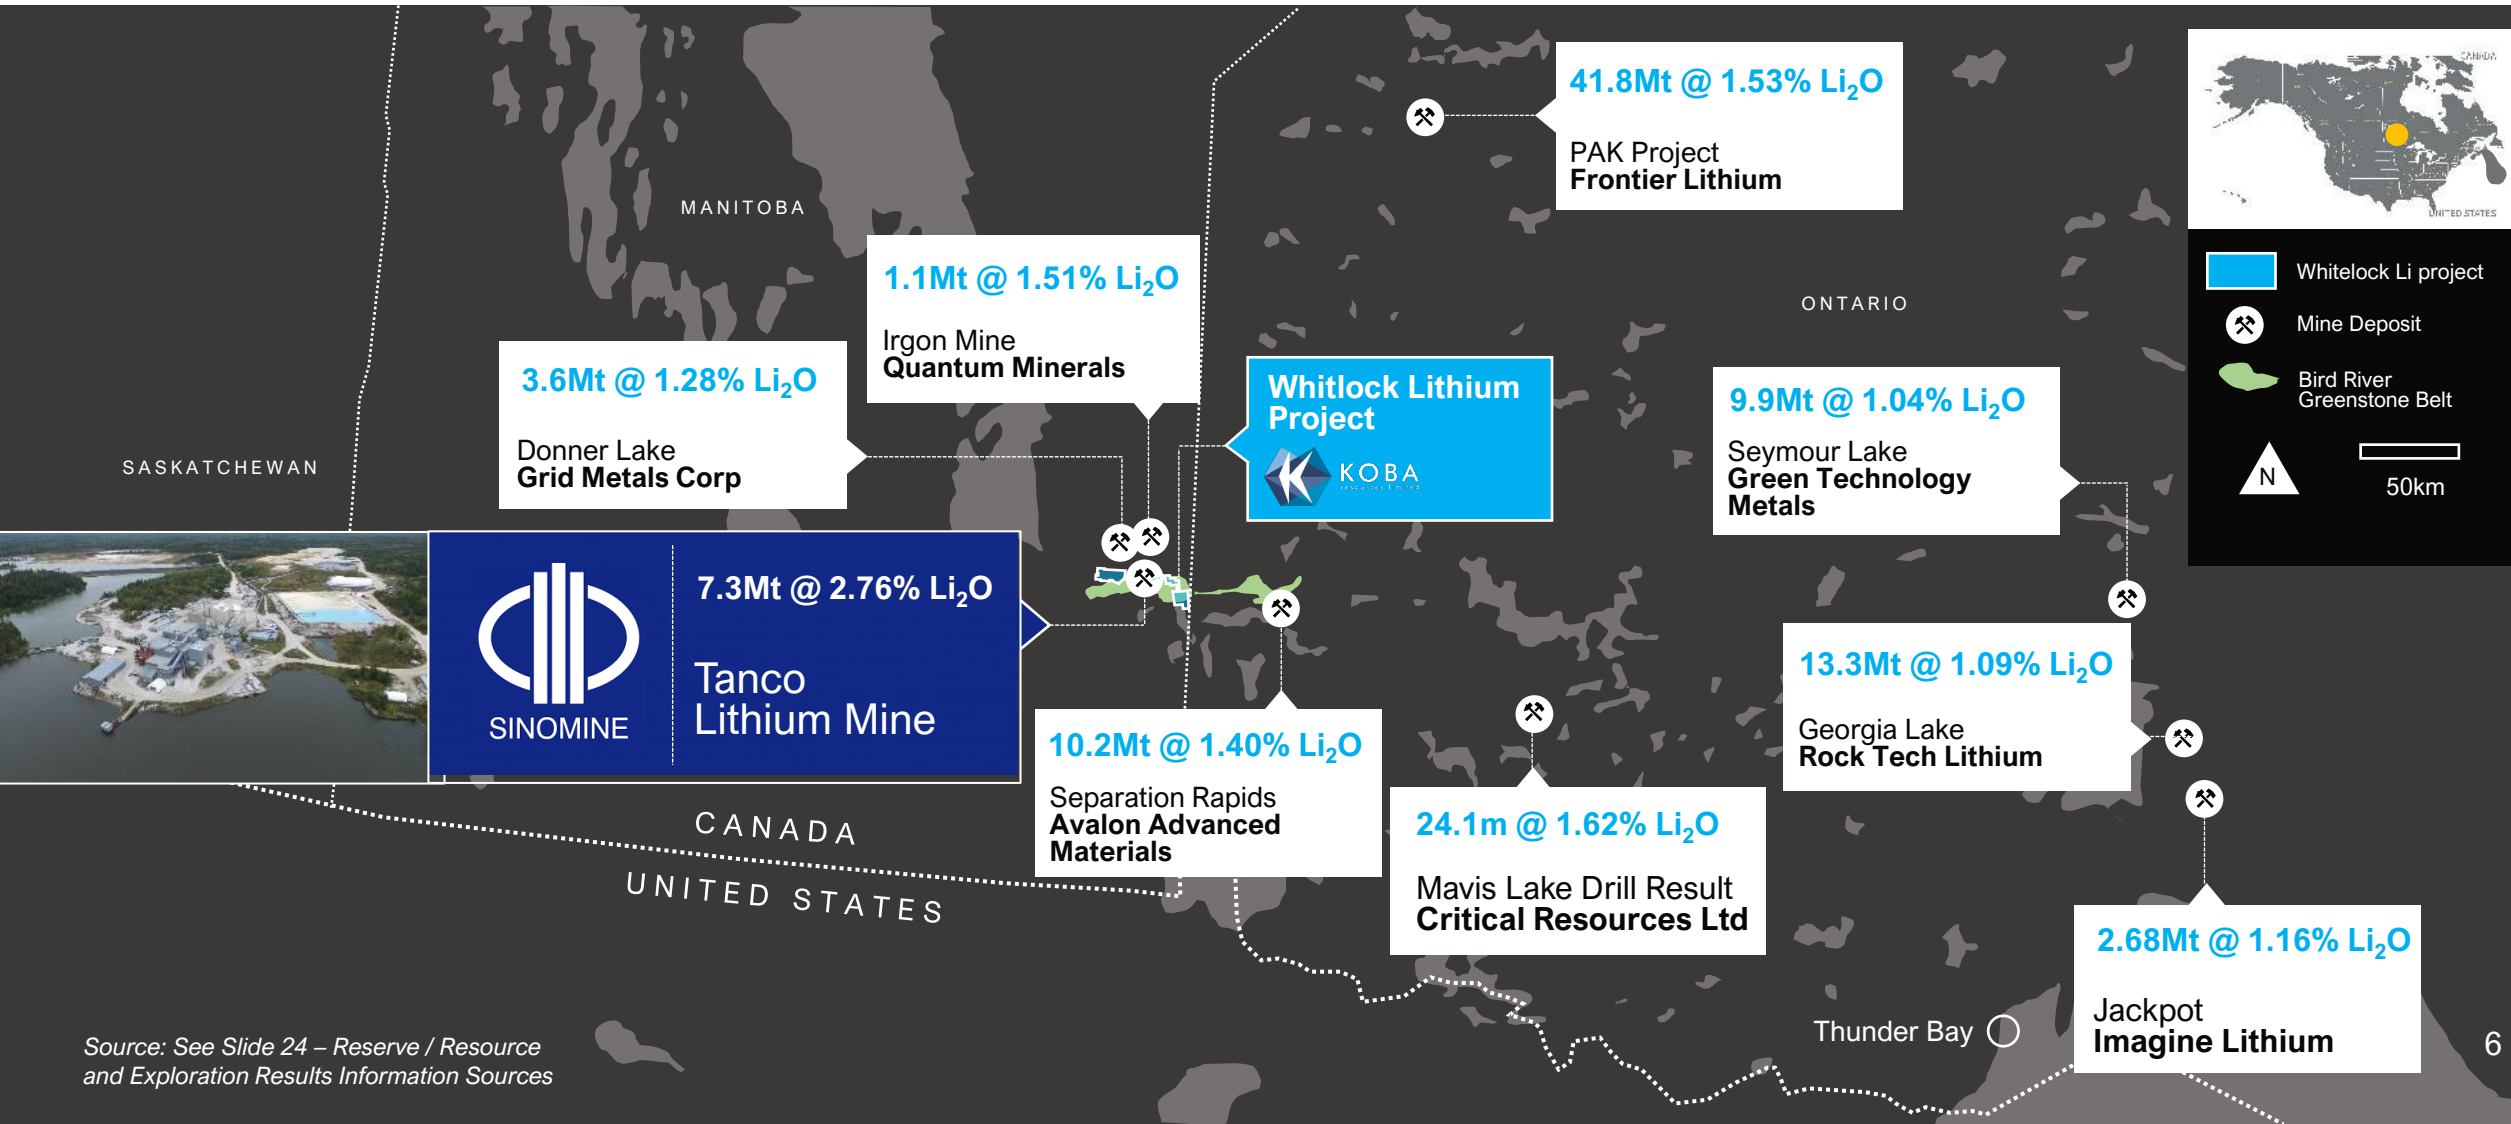 41.8Mt @ 1.53% Li₂O
PAK Project
Frontier Lithium
CANADA
UNITED STATES
MANITOBA
1.1Mt @ 1.51% Li₂O
Irgon Mine
Quantum Minerals
ONTARIO
Whitelock Li project
Mine Deposit
Bird River
Greenstone Belt
N
50km
3.6Mt @ 1.28% Li₂O
Donner Lake
Grid Metals Corp
Whitlock Lithium
Project
KOBA
resources limited
9.9Mt @ 1.04% Li₂O
Seymour Lake
Green Technology
Metals
SASKATCHEWAN
SINOMINE
7.3Mt @ 2.76% Li₂O
Tanco
Lithium Mine
13.3Mt @ 1.09% Li₂O
Georgia Lake
Rock Tech Lithium
10.2Mt @ 1.40% Li₂O
Separation Rapids
Avalon Advanced
Materials
24.1m @ 1.62% Li₂O
Mavis Lake Drill Result
Critical Resources Ltd
CANADA
UNITED STATES
2.68Mt @ 1.16% Li₂O
Jackpot
Imagine Lithium
Thunder Bay
Source: See Slide 24 – Reserve / Resource
and Exploration Results Information Sources
6